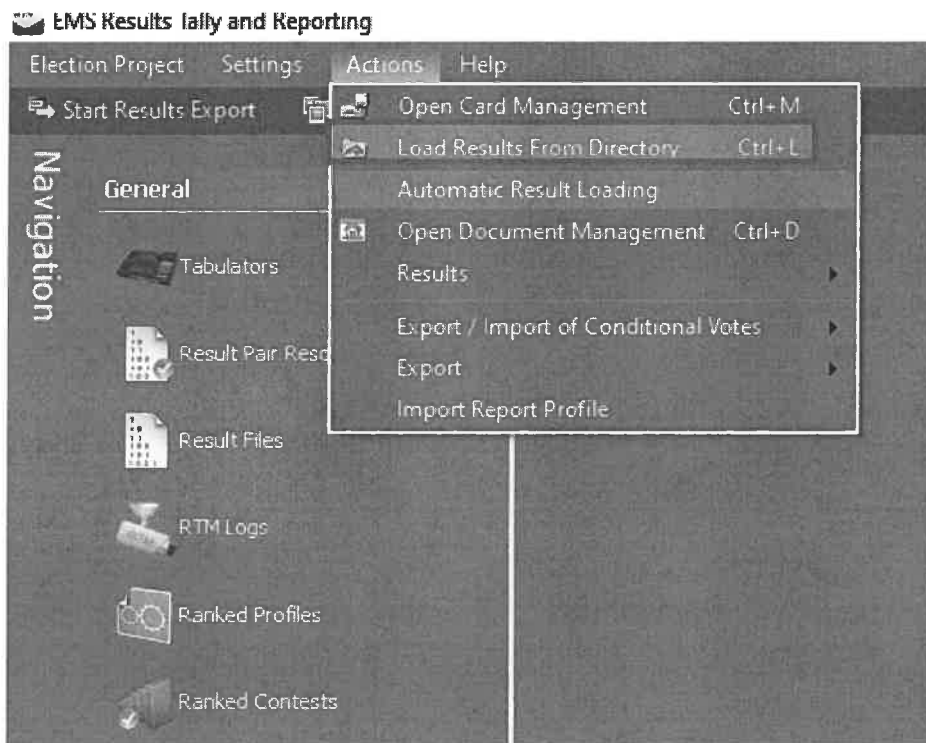 EMS Results Tally and Reporting
Election Project Settings Actions Help
Start Results Export
Open Card Management Ctrl+M
Load Results From Directory Ctrl+L
Automatic Result Loading
Open Document Management Ctrl+D
Results
Export / Import of Conditional Votes
Export
Import Report Profile
Navigation
General
Tabulators
Result Pair Reso
Result Files
RTM Logs
Ranked Profiles
Ranked Contests